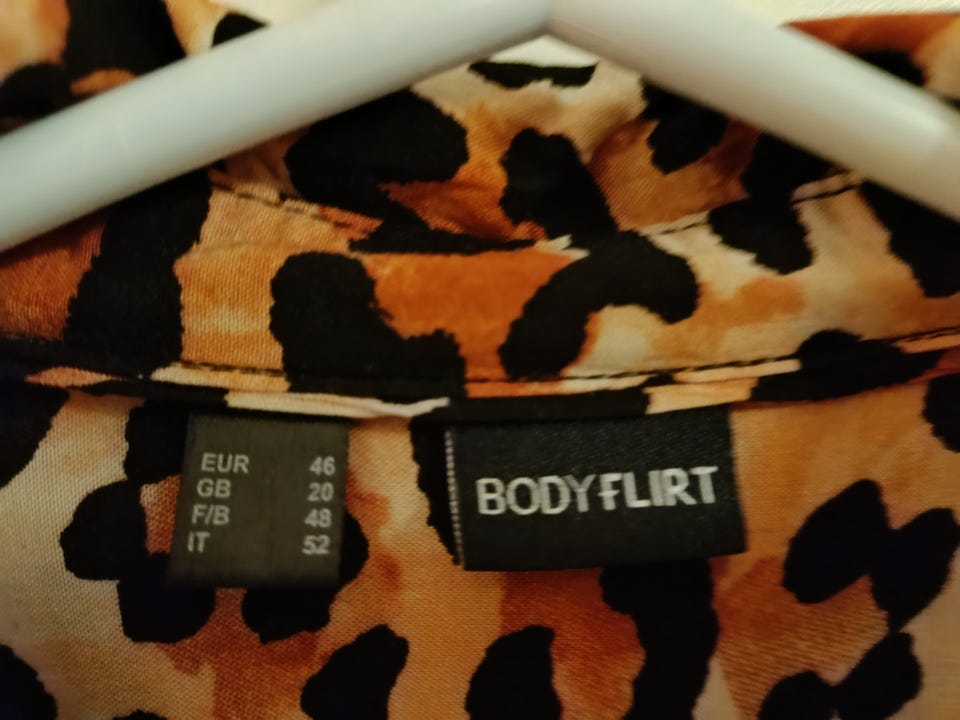 EUR 46
GB 20
F/B 48
IT 52
BODYFLIRT